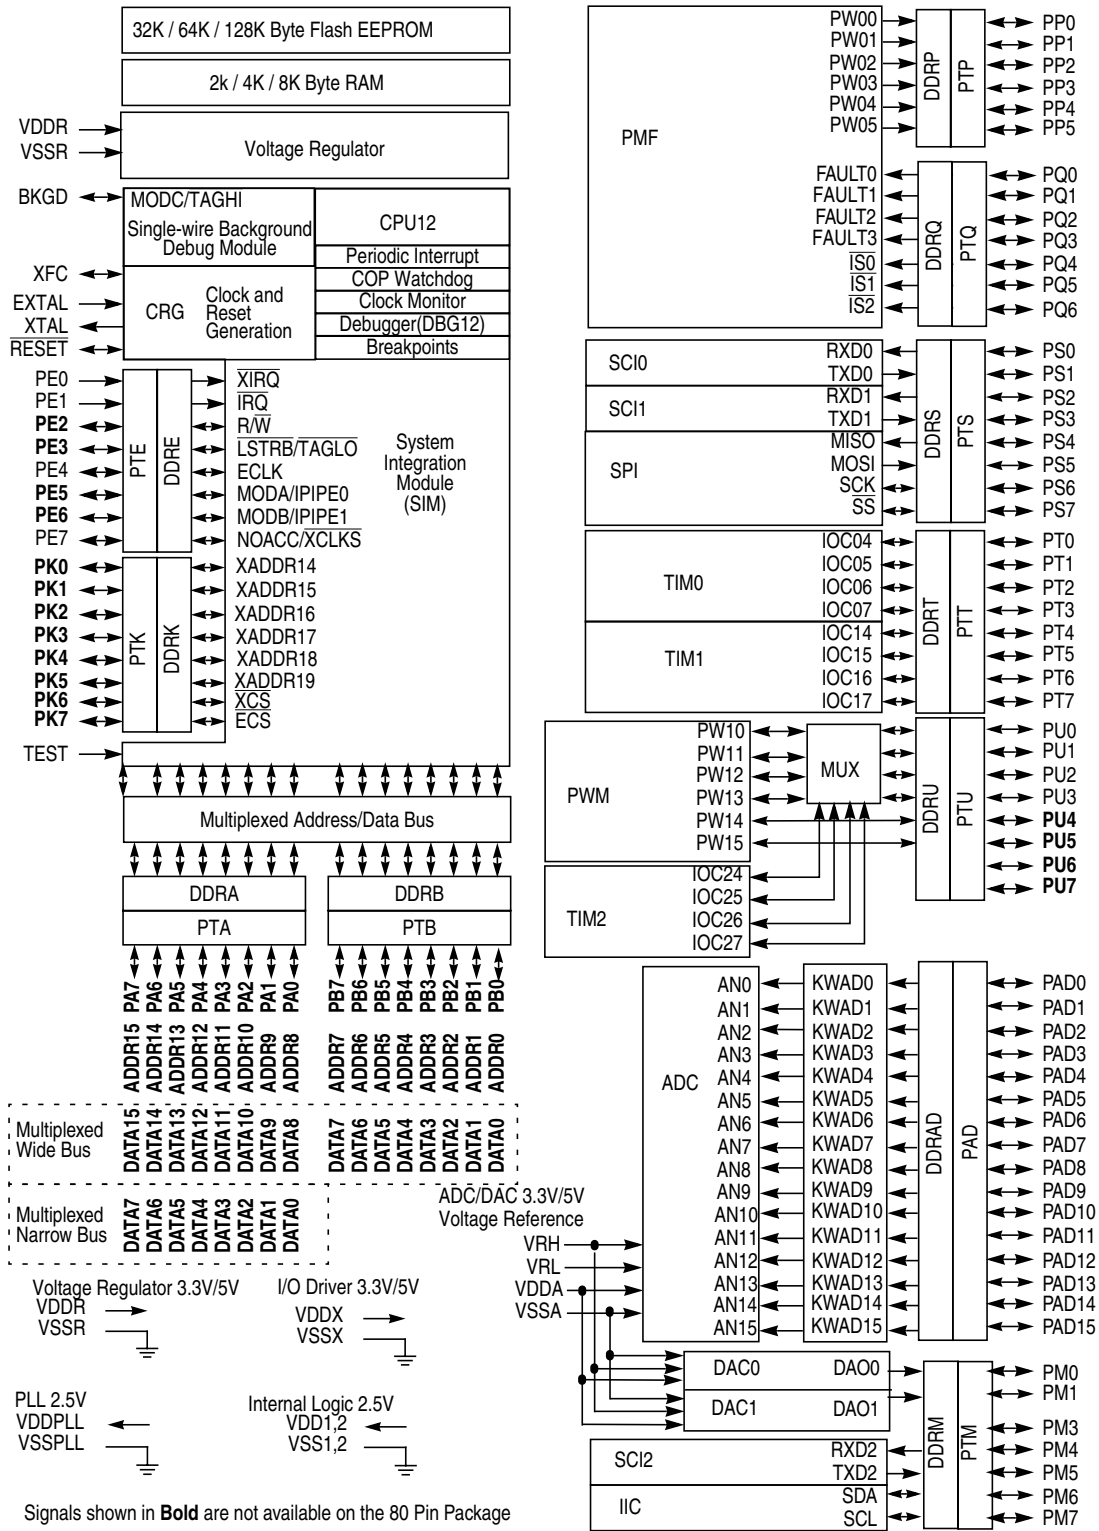 32K / 64K / 128K Byte Flash EEPROM
2k / 4K / 8K Byte RAM
VDDR
VSSR
Voltage Regulator
BKGD
MODC/TAGHI
Single-wire Background
Debug Module
CPU12
Periodic Interrupt
COP Watchdog
Clock Monitor
Debugger(DBG12)
Breakpoints
XFC
EXTAL
XTAL
RESET
CRG
Clock and
Reset
Generation
PE0
PE1
PE2
PE3
PE4
PE5
PE6
PE7
PTE
DDRE
XIRQ
IRQ
R/W
LSTRB/TAGLO
ECLK
MODA/IPIPE0
MODB/IPIPE1
NOACC/XCLKS
System
Integration
Module
(SIM)
PK0
PK1
PK2
PK3
PK4
PK5
PK6
PK7
PTK
DDRK
XADDR14
XADDR15
XADDR16
XADDR17
XADDR18
XADDR19
XCS
ECS
TEST
Multiplexed Address/Data Bus
DDRA
DDRB
PTA
PTB
PA7
PA6
PA5
PA4
PA3
PA2
PA1
PA0
PB7
PB6
PB5
PB4
PB3
PB2
PB1
PB0
ADDR15
ADDR14
ADDR13
ADDR12
ADDR11
ADDR10
ADDR9
ADDR8
ADDR7
ADDR6
ADDR5
ADDR4
ADDR3
ADDR2
ADDR1
ADDR0
Multiplexed
Wide Bus
DATA15
DATA14
DATA13
DATA12
DATA11
DATA10
DATA9
DATA8
DATA7
DATA6
DATA5
DATA4
DATA3
DATA2
DATA1
DATA0
Multiplexed
Narrow Bus
DATA7
DATA6
DATA5
DATA4
DATA3
DATA2
DATA1
DATA0
Voltage Regulator 3.3V/5V
VDDR
VSSR
I/O Driver 3.3V/5V
VDDX
VSSX
PLL 2.5V
VDDPLL
VSSPLL
Internal Logic 2.5V
VDD1,2
VSS1,2
Signals shown in Bold are not available on the 80 Pin Package
PMF
PW00
PW01
PW02
PW03
PW04
PW05
DDRP
PTP
PP0
PP1
PP2
PP3
PP4
PP5
FAULT0
FAULT1
FAULT2
FAULT3
IS0
IS1
IS2
DDRQ
PTQ
PQ0
PQ1
PQ2
PQ3
PQ4
PQ5
PQ6
SCI0
SCI1
SPI
RXD0
TXD0
RXD1
TXD1
MISO
MOSI
SCK
SS
DDRS
PTS
PS0
PS1
PS2
PS3
PS4
PS5
PS6
PS7
TIM0
TIM1
IOC04
IOC05
IOC06
IOC07
IOC14
IOC15
IOC16
IOC17
DDRT
PTT
PT0
PT1
PT2
PT3
PT4
PT5
PT6
PT7
PWM
PW10
PW11
PW12
PW13
PW14
PW15
MUX
DDRU
PTU
PU0
PU1
PU2
PU3
PU4
PU5
PU6
PU7
TIM2
IOC24
IOC25
IOC26
IOC27
ADC
AN0
AN1
AN2
AN3
AN4
AN5
AN6
AN7
AN8
AN9
AN10
AN11
AN12
AN13
AN14
AN15
KWAD0
KWAD1
KWAD2
KWAD3
KWAD4
KWAD5
KWAD6
KWAD7
KWAD8
KWAD9
KWAD10
KWAD11
KWAD12
KWAD13
KWAD14
KWAD15
DDRAD
PAD
PAD0
PAD1
PAD2
PAD3
PAD4
PAD5
PAD6
PAD7
PAD8
PAD9
PAD10
PAD11
PAD12
PAD13
PAD14
PAD15
ADC/DAC 3.3V/5V
Voltage Reference
VRH
VRL
VDDA
VSSA
DAC0
DAO0
DAC1
DAO1
SCI2
RXD2
TXD2
IIC
SDA
SCL
DDRM
PTM
PM0
PM1
PM3
PM4
PM5
PM6
PM7